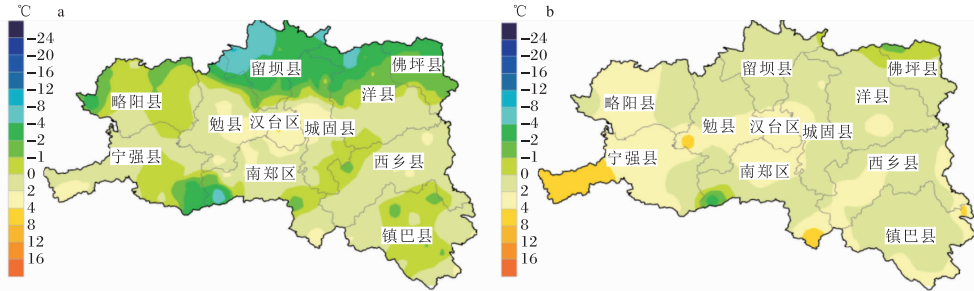 ℃ a
-24
-20
-16
-12
-8
-4
-2
-1
0
2
4
8
12
16
留坝县
佛坪县
略阳县
洋县
勉县
汉台区
城固县
宁强县
南郑区
西乡县
镇巴县
℃ b
-24
-20
-16
-12
-8
-4
-2
-1
0
2
4
8
12
16
留坝县
佛坪县
略阳县
洋县
勉县
汉台区
城固县
宁强县
南郑区
西乡县
镇巴县